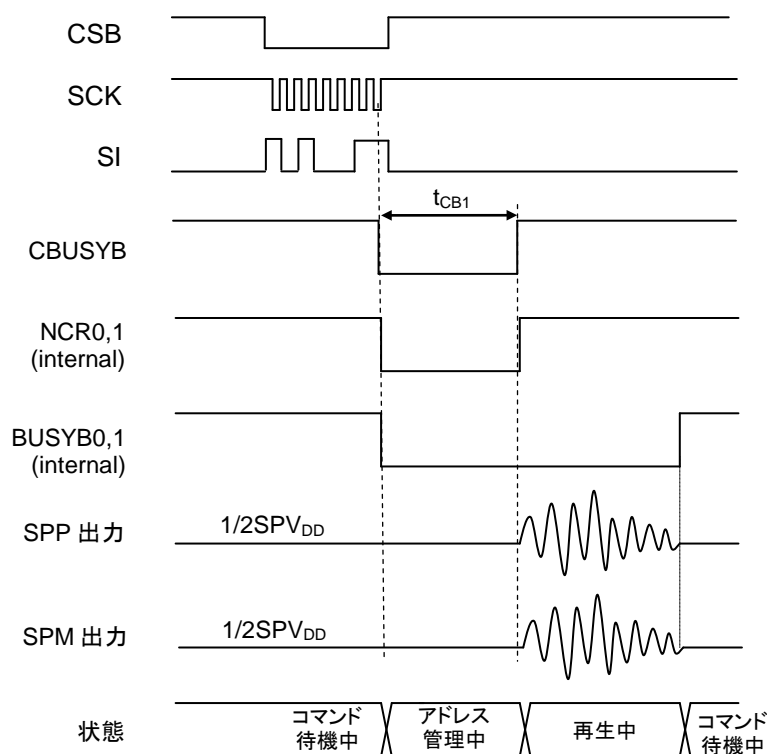 CSB
SCK
SI
tCB1
CBUSYB
NCR0,1
(internal)
BUSYB0,1
(internal)
SPP 出力
1/2SPVDD
SPM 出力
1/2SPVDD
状態
コマンド
待機中
アドレス
管理中
再生中
コマンド
待機中